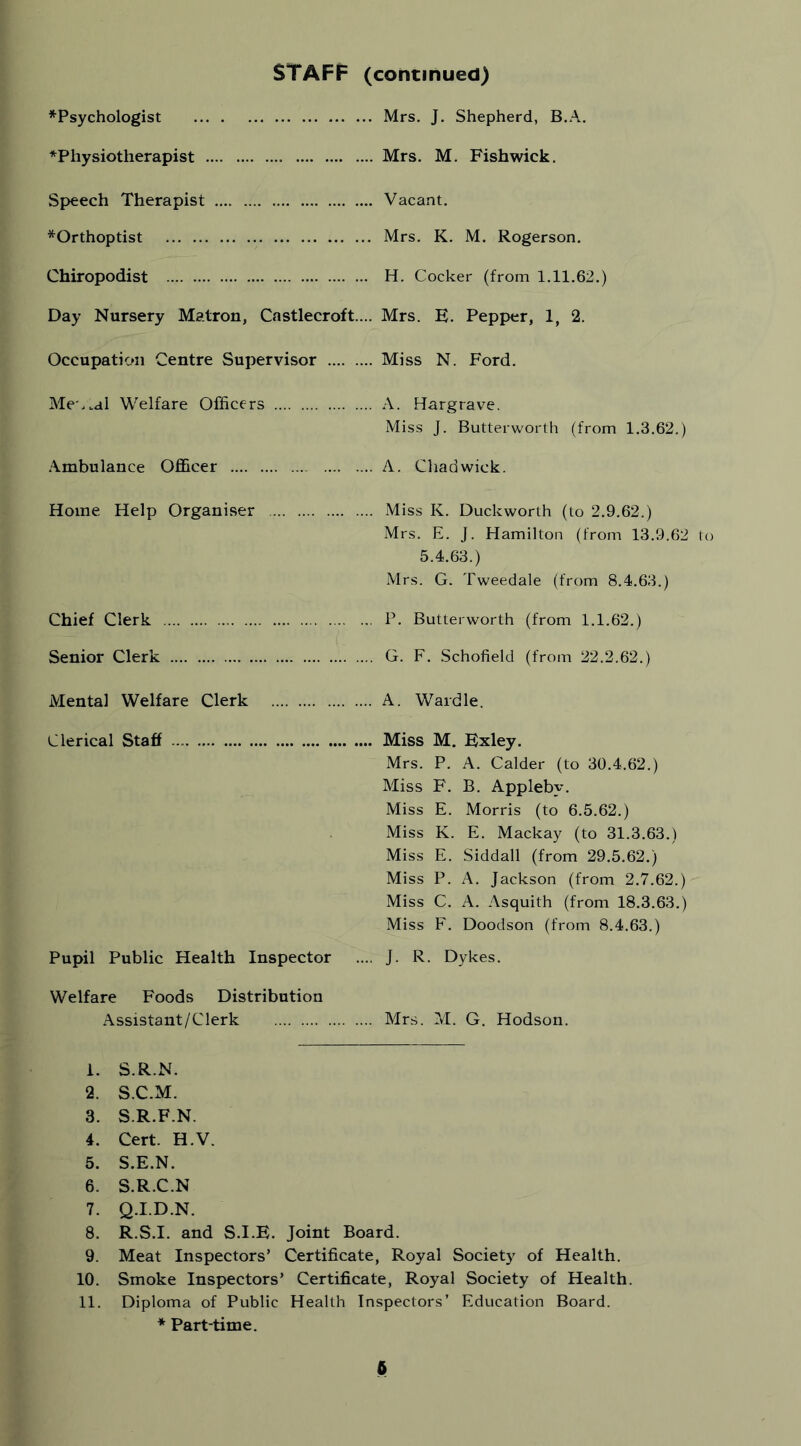 STAFF (continued)
*Psychologist ... . ... ... ... ... ... ... Mrs. J. Shepherd, B.A.
*Physiotherapist .... .... .... .... .... .... Mrs. M. Fishwick.
Speech Therapist .... .... .... .... .... .... Vacant.
*Orthoptist ... ... ... ... ... ... ... ... ... Mrs. K. M. Rogerson.
Chiropodist .... .... .... .... .... .... .... ... H. Cocker (from 1.11.62.)
Day Nursery Matron, Castlecroft.... Mrs. E. Pepper, 1, 2.
Occupation Centre Supervisor .... .... Miss N. Ford.
Mental Welfare Officers .... .... .... .... A. Hargrave.
Miss J. Butterworth (from 1.3.62.)
Ambulance Officer .... .... .... .... .... A. Chadwick.
Home Help Organiser .... .... .... .... Miss K. Duckworth (to 2.9.62.)
Mrs. E. J. Hamilton (from 13.9.62 to
5.4.63.)
Mrs. G. Tweedale (from 8.4.63.)
Chief Clerk .... .... .... .... .... .... .... ... P. Butterworth (from 1.1.62.)
Senior Clerk .... .... .... .... .... .... .... .... G. F. Schofield (from 22.2.62.)
Mental Welfare Clerk .... .... .... .... A. Wardle.
Clerical Staff .... .... .... .... .... .... .... .... Miss M. Exley.
Mrs. P. A. Calder (to 30.4.62.)
Miss F. B. Appleby.
Miss E. Morris (to 6.5.62.)
Miss K. E. Mackay (to 31.3.63.)
Miss E. Siddall (from 29.5.62.)
Miss P. A. Jackson (from 2.7.62.)
Miss C. A. Asquith (from 18.3.63.)
Miss F. Doodson (from 8.4.63.)
Pupil Public Health Inspector .... J. R. Dykes.
Welfare Foods Distribution
Assistant/Clerk .... .... .... .... Mrs. M. G. Hodson.
1. S.R.N.
2. S.C.M.
3. S.R.F.N.
4. Cert. H.V.
5. S.E.N.
6. S.R.C.N
7. Q.I.D.N.
8. R.S.I. and S.I.E. Joint Board.
9. Meat Inspectors' Certificate, Royal Society of Health.
10. Smoke Inspectors' Certificate, Royal Society of Health.
11. Diploma of Public Health Inspectors' Education Board.
* Part-time.
6